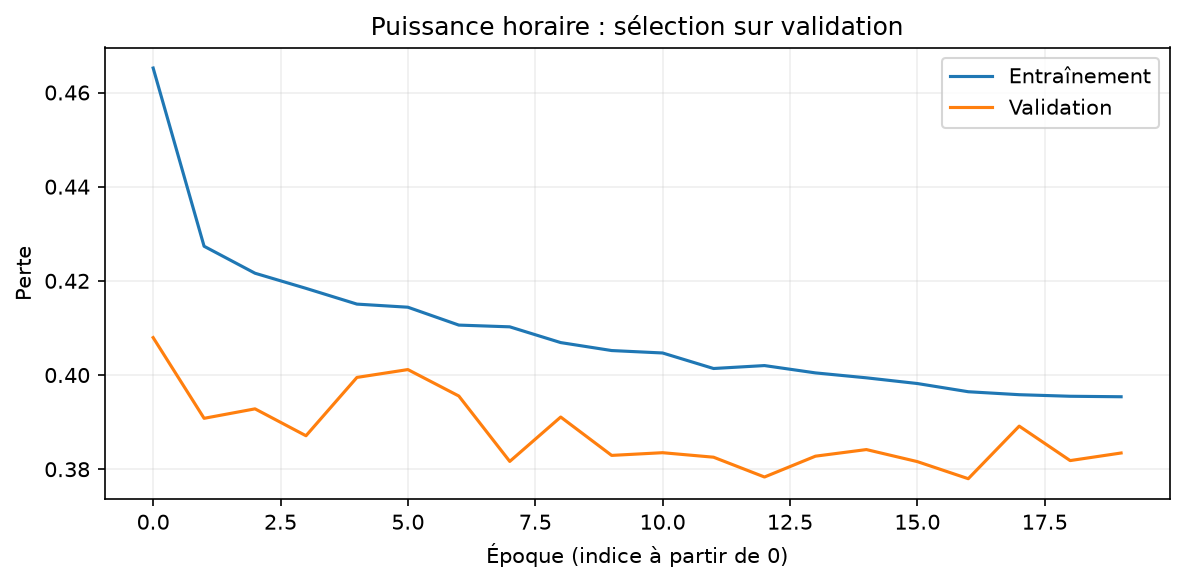 Puissance horaire : sélection sur validation
Entraînement
Validation
Perte
0.46
0.44
0.42
0.40
0.38
0.0 2.5 5.0 7.5 10.0 12.5 15.0 17.5
Époque (indice à partir de 0)